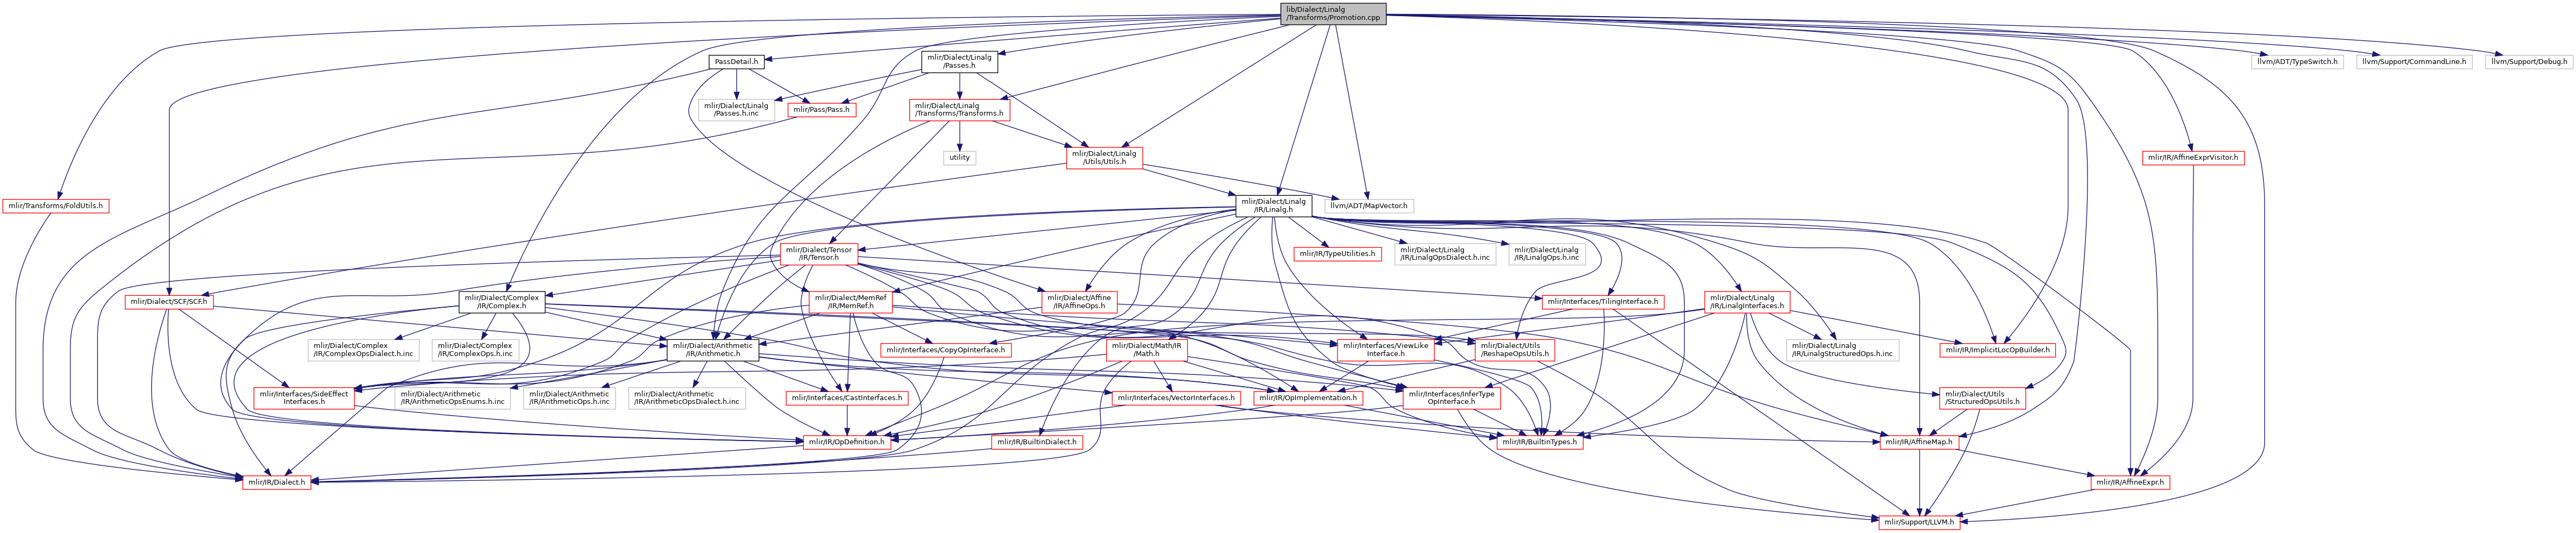 lib/Dialect/Linalg
/Transforms/Promotion.cpp
PassDetail.h
mlir/Dialect/Linalg
/Passes.h
llvm/ADT/TypeSwitch.h
llvm/Support/CommandLine.h
llvm/Support/Debug.h
mlir/Dialect/Linalg
/Passes.h.inc
mlir/Pass/Pass.h
mlir/Dialect/Linalg
/Transforms/Transforms.h
utility
mlir/Dialect/Linalg
/Utils/Utils.h
mlir/IR/AffineExprVisitor.h
mlir/Transforms/FoldUtils.h
mlir/Dialect/Linalg
/IR/Linalg.h
llvm/ADT/MapVector.h
mlir/Dialect/Tensor
/IR/Tensor.h
mlir/IR/TypeUtilities.h
mlir/Dialect/Linalg
/IR/LinalgOpsDialect.h.inc
mlir/Dialect/Linalg
/IR/LinalgOps.h.inc
mlir/Dialect/SCF/SCF.h
mlir/Dialect/Complex
/IR/Complex.h
mlir/Dialect/MemRef
/IR/MemRef.h
mlir/Dialect/Affine
/IR/AffineOps.h
mlir/Interfaces/TilingInterface.h
mlir/Dialect/Linalg
/IR/LinalgInterfaces.h
mlir/Dialect/Complex
/IR/ComplexOpsDialect.h.inc
mlir/Dialect/Complex
/IR/ComplexOps.h.inc
mlir/Dialect/Arithmetic
/IR/Arithmetic.h
mlir/Interfaces/CopyOpInterface.h
mlir/Dialect/Math/IR
/Math.h
mlir/Interfaces/ViewLike
Interface.h
mlir/Dialect/Utils
/ReshapeOpsUtils.h
mlir/Dialect/Linalg
/IR/LinalgStructuredOps.h.inc
mlir/IR/ImplicitLocOpBuilder.h
mlir/Interfaces/SideEffect
Interfaces.h
mlir/Dialect/Arithmetic
/IR/ArithmeticOpsEnums.h.inc
mlir/Dialect/Arithmetic
/IR/ArithmeticOps.h.inc
mlir/Dialect/Arithmetic
/IR/ArithmeticOpsDialect.h.inc
mlir/Interfaces/CastInterfaces.h
mlir/Interfaces/VectorInterfaces.h
mlir/IR/OpImplementation.h
mlir/Interfaces/InferType
OpInterface.h
mlir/Dialect/Utils
/StructuredOpsUtils.h
mlir/IR/OpDefinition.h
mlir/IR/BuiltinDialect.h
mlir/IR/BuiltinTypes.h
mlir/IR/AffineMap.h
mlir/IR/Dialect.h
mlir/IR/AffineExpr.h
mlir/Support/LLVM.h